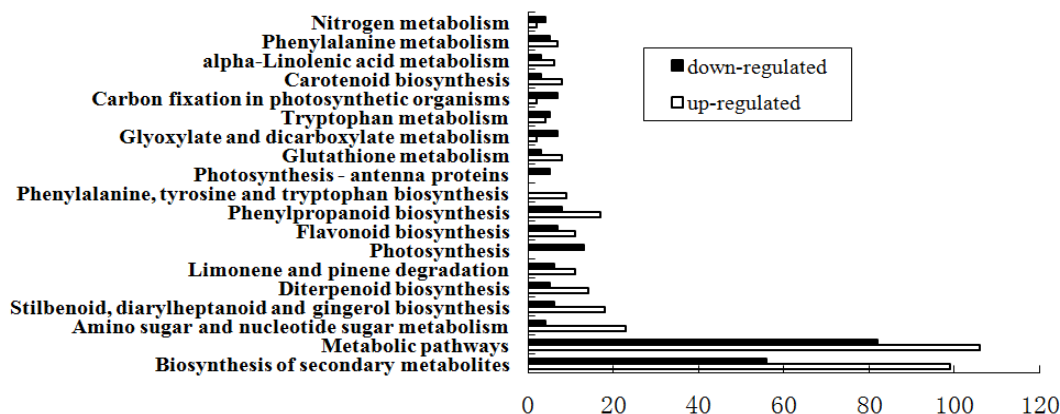 Nitrogen metabolism
Phenylalanine metabolism
alpha-Linolenic acid metabolism
Carotenoid biosynthesis
Carbon fixation in photosynthetic organisms
Tryptophan metabolism
Glyoxylate and dicarboxylate metabolism
Glutathione metabolism
Photosynthesis - antenna proteins
Phenylalanine, tyrosine and tryptophan biosynthesis
Phenylpropanoid biosynthesis
Flavonoid biosynthesis
Photosynthesis
Limonene and pinene degradation
Diterpenoid biosynthesis
Stilbenoid, diarylheptanoid and gingerol biosynthesis
Amino sugar and nucleotide sugar metabolism
Metabolic pathways
Biosynthesis of secondary metabolites
down-regulated
up-regulated
0 20 40 60 80 100 120